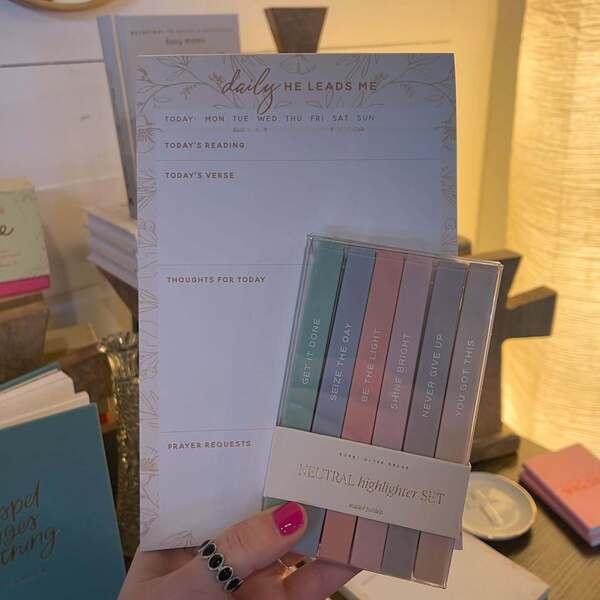 daily HE LEADS ME
TODAY: MON TUE WED THU FRI SAT SUN
TODAY'S READING
TODAY'S VERSE
THOUGHTS FOR TODAY
PRAYER REQUESTS
GET IT DONE
SEIZE THE DAY
BE THE LIGHT
SHINE BRIGHT
NEVER GIVE UP
YOU GOT THIS
NEUTRAL highlighter SET